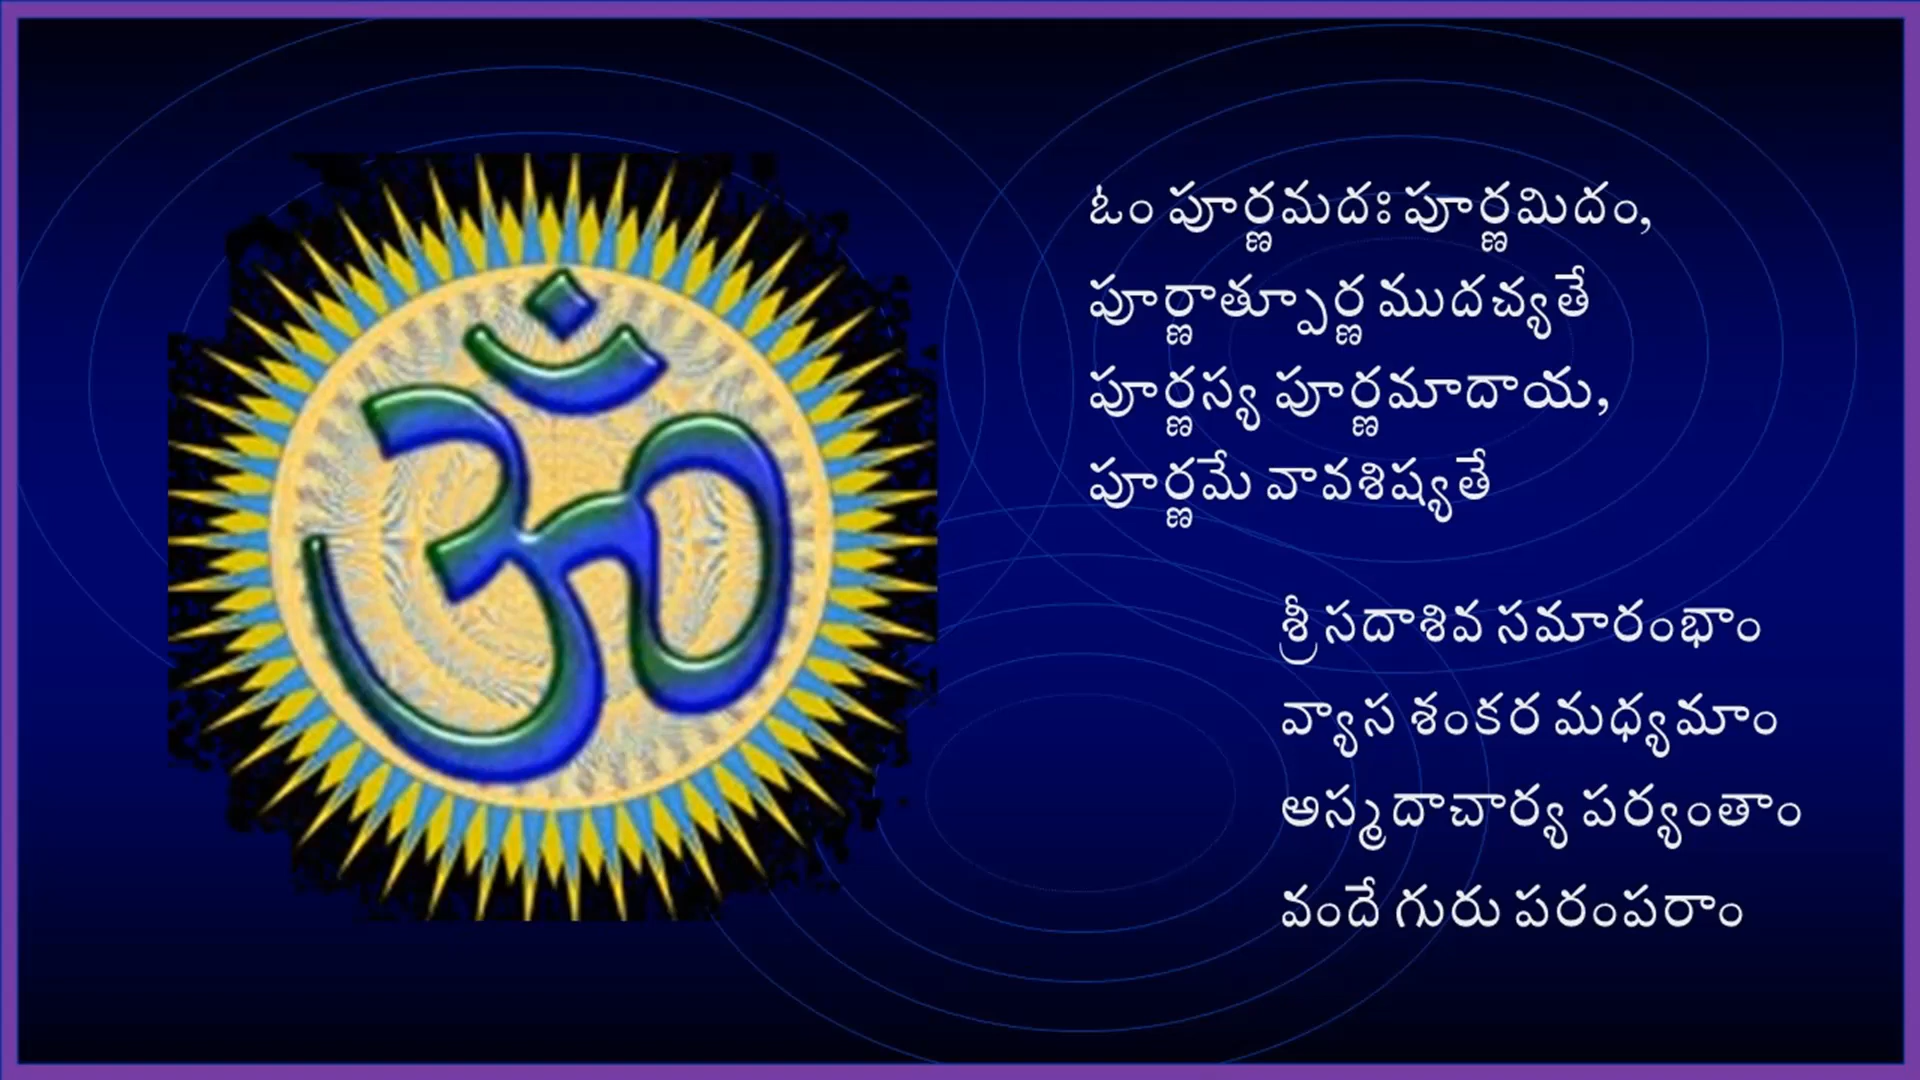 ఓం పూర్ణమదః పూర్ణమిదం,
పూర్ణాత్పూర్ణ ముదచ్యతే
పూర్ణస్య పూర్ణమాదాయ,
పూర్ణమే వావశిష్యతే
శ్రీ సదాశివ సమారంభాం
వ్యాస శంకర మధ్యమాం
అస్మదాచార్య పర్యంతాం
వందే గురు పరంపరాం